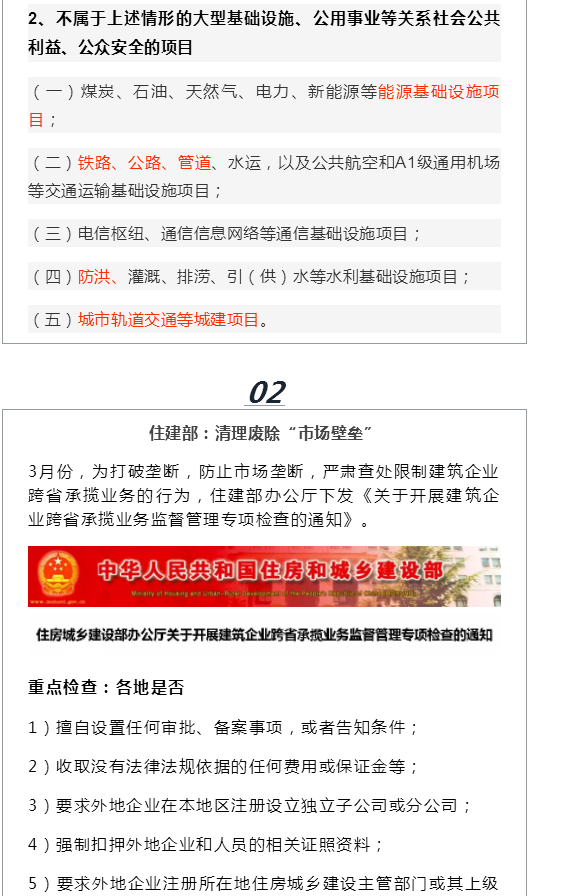 2、不属于上述情形的大型基础设施、公用事业等关系社会公共
利益、公众安全的项目
（一）煤炭、石油、天然气、电力、新能源等能源基础设施项
目；
（二）铁路、公路、管道、水运，以及公共航空和A1级通用机场
等交通运输基础设施项目；
（三）电信枢纽、通信信息网络等通信基础设施项目；
（四）防洪、灌溉、排涝、引（供）水等水利基础设施项目；
（五）城市轨道交通等城建项目。
02
住建部：清理废除“市场壁垒”
3月份，为打破垄断，防止市场垄断，严肃查处限制建筑企业
跨省承揽业务的行为，住建部办公厅下发《关于开展建筑企
业跨省承揽业务监督管理专项检查的通知》。
中华人民共和国住房和城乡建设部
Ministry of Housing and Urban-Rural Development of the People's Republic of China
住房城乡建设部办公厅关于开展建筑企业跨省承揽业务监督管理专项检查的通知
重点检查：各地是否
1）擅自设置任何审批、备案事项，或者告知条件；
2）收取没有法律法规依据的任何费用或保证金等；
3）要求外地企业在本地区注册设立独立子公司或分公司；
4）强制扣押外地企业和人员的相关证照资料；
5）要求外地企业注册所在地住房城乡建设主管部门或其上级